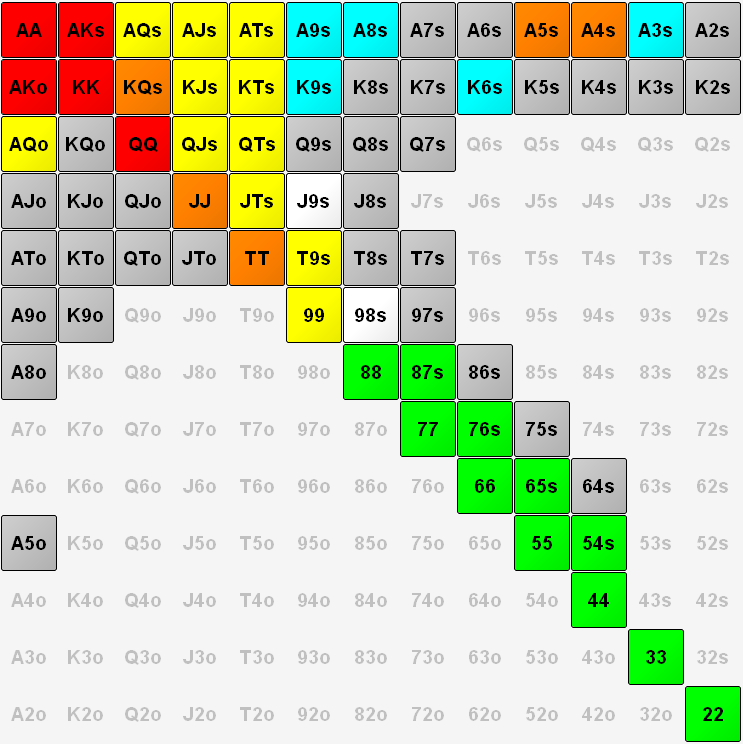 AA AKs AQs AJs ATs A9s A8s A7s A6s A5s A4s A3s A2s
AKo KK KQs KJs KTs K9s K8s K7s K6s K5s K4s K3s K2s
AQo KQo QQ QJs QTs Q9s Q8s Q7s Q6s Q5s Q4s Q3s Q2s
AJo KJo QJo JJ JTs J9s J8s J7s J6s J5s J4s J3s J2s
ATo KTo QTo JTo TT T9s T8s T7s T6s T5s T4s T3s T2s
A9o K9o Q9o J9o T9o 99 98s 97s 96s 95s 94s 93s 92s
A8o K8o Q8o J8o T8o 98o 88 87s 86s 85s 84s 83s 82s
A7o K7o Q7o J7o T7o 97o 87o 77 76s 75s 74s 73s 72s
A6o K6o Q6o J6o T6o 96o 86o 76o 66 65s 64s 63s 62s
A5o K5o Q5o J5o T5o 95o 85o 75o 65o 55 54s 53s 52s
A4o K4o Q4o J4o T4o 94o 84o 74o 64o 54o 44 43s 42s
A3o K3o Q3o J3o T3o 93o 83o 73o 63o 53o 43o 33 32s
A2o K2o Q2o J2o T2o 92o 82o 72o 62o 52o 42o 32o 22